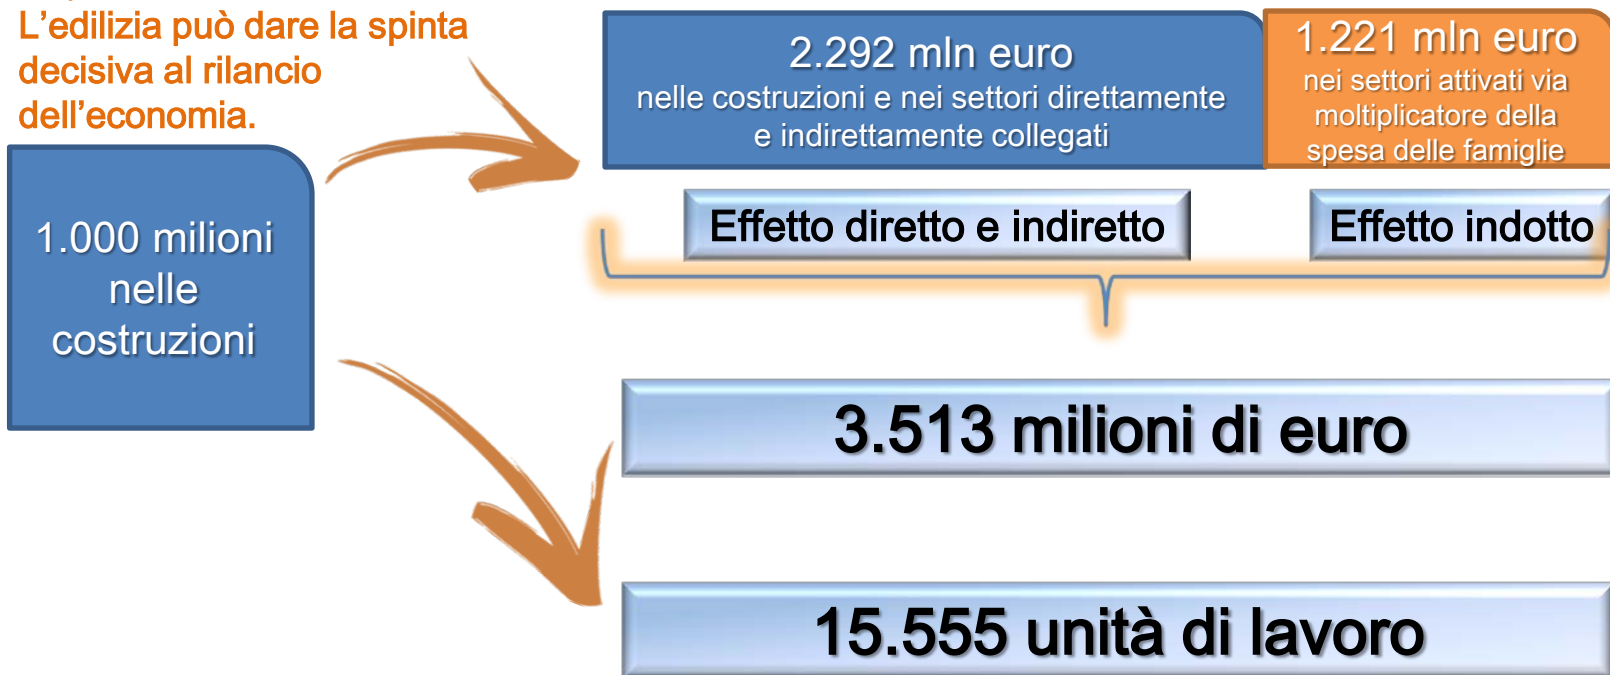 L'edilizia può dare la spinta
decisiva al rilancio
dell'economia.
1.000 milioni
nelle
costruzioni
2.292 mln euro
nelle costruzioni e nei settori direttamente
e indirettamente collegati
1.221 mln euro
nei settori attivati via
moltiplicatore della
spesa delle famiglie
Effetto diretto e indiretto
Effetto indotto
3.513 milioni di euro
15.555 unità di lavoro